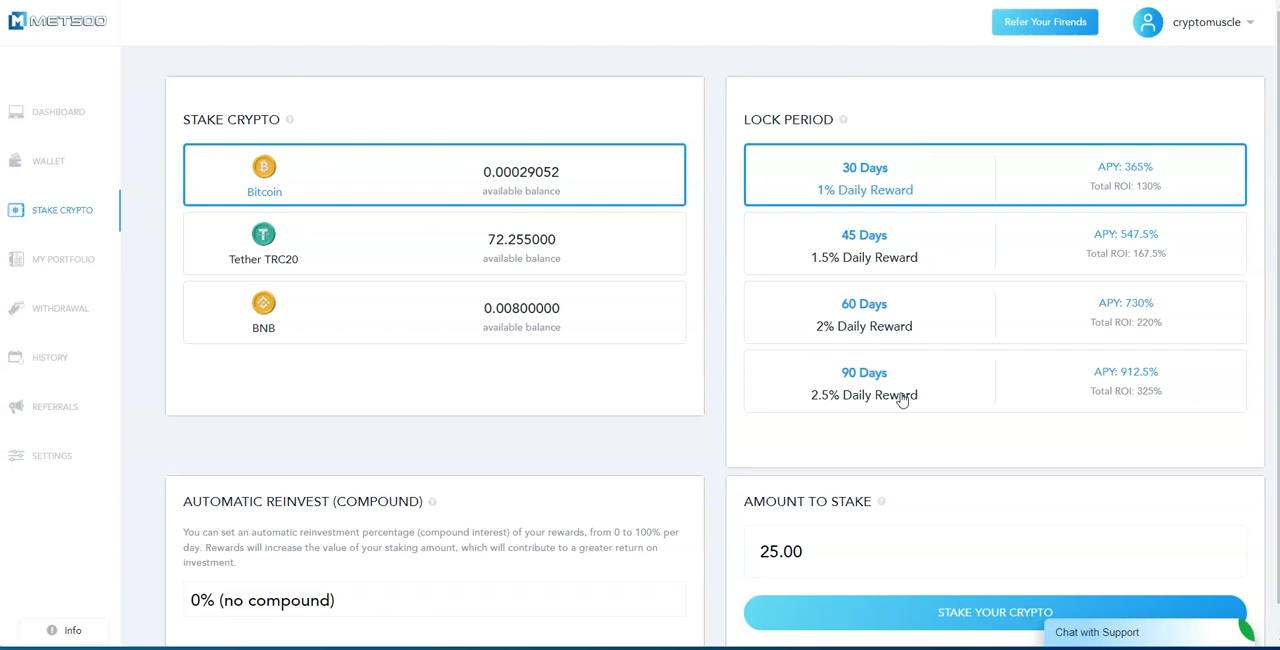 MET500
Refer Your Firends
cryptomuscle
DASHBOARD
WALLET
STAKE CRYPTO
MY PORTFOLIO
WITHDRAWAL
HISTORY
REFERRALS
SETTINGS
Info
STAKE CRYPTO
Bitcoin
0.00029052
available balance
Tether TRC20
72.255000
available balance
BNB
0.00800000
available balance
LOCK PERIOD
30 Days
1% Daily Reward
APY: 365%
Total ROI: 130%
45 Days
1.5% Daily Reward
APY: 547.5%
Total ROI: 167.5%
60 Days
2% Daily Reward
APY: 730%
Total ROI: 220%
90 Days
2.5% Daily Reward
APY: 912.5%
Total ROI: 325%
AUTOMATIC REINVEST (COMPOUND)
You can set an automatic reinvestment percentage (compound interest) of your rewards, from 0 to 100% per
day. Rewards will increase the value of your staking amount, which will contribute to a greater return on
investment.
0% (no compound)
AMOUNT TO STAKE
25.00
STAKE YOUR CRYPTO
Chat with Support